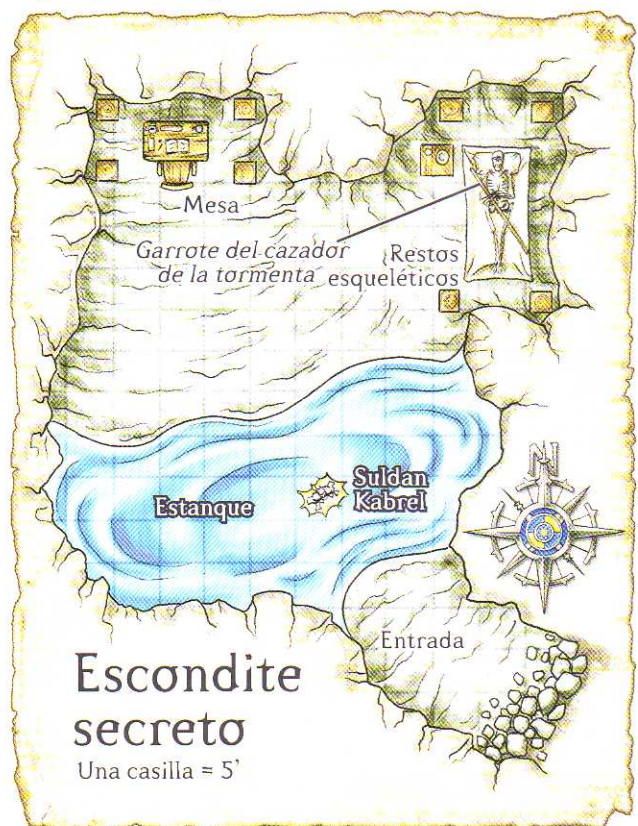 Mesa
Garrote del cazador
de la tormenta
Restos
esqueléticos
Suldan
Kabrel
Estanque
N
Entrada
Escondite
secreto
Una casilla = 5'